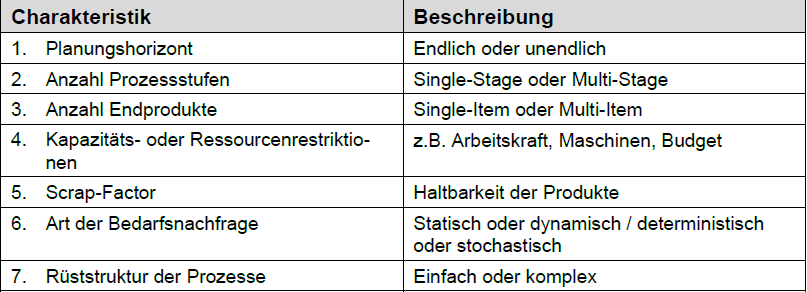 Charakteristik Beschreibung
1. Planungshorizont Endlich oder unendlich
2. Anzahl Prozessstufen Single-Stage oder Multi-Stage
3. Anzahl Endprodukte Single-Item oder Multi-Item
4. Kapazitäts- oder Ressourcenrestriktio-
nen
z.B. Arbeitskraft, Maschinen, Budget
5. Scrap-Factor Haltbarkeit der Produkte
6. Art der Bedarfsnachfrage Statisch oder dynamisch / deterministisch
oder stochastisch
7. Rüststruktur der Prozesse Einfach oder komplex